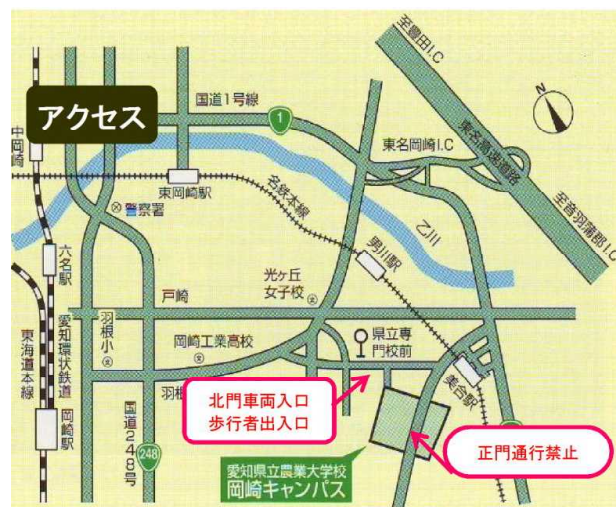 アクセス
至豊田I.C
国道1号線
1
N
中岡崎
東名岡崎I.C
東名高速道路
東岡崎駅
名鉄本線
警察署
乙川
至音羽蒲郡I.C
男川駅
六名駅
光ヶ丘
女子校
戸崎
東海道本線
愛知環状鉄道
羽根小
岡崎工業高校
県立専
門校前
羽根
岡崎駅
国道248号
248
美合駅
北門車両入口
歩行者出入口
正門通行禁止
愛知県立農業大学校
岡崎キャンパス